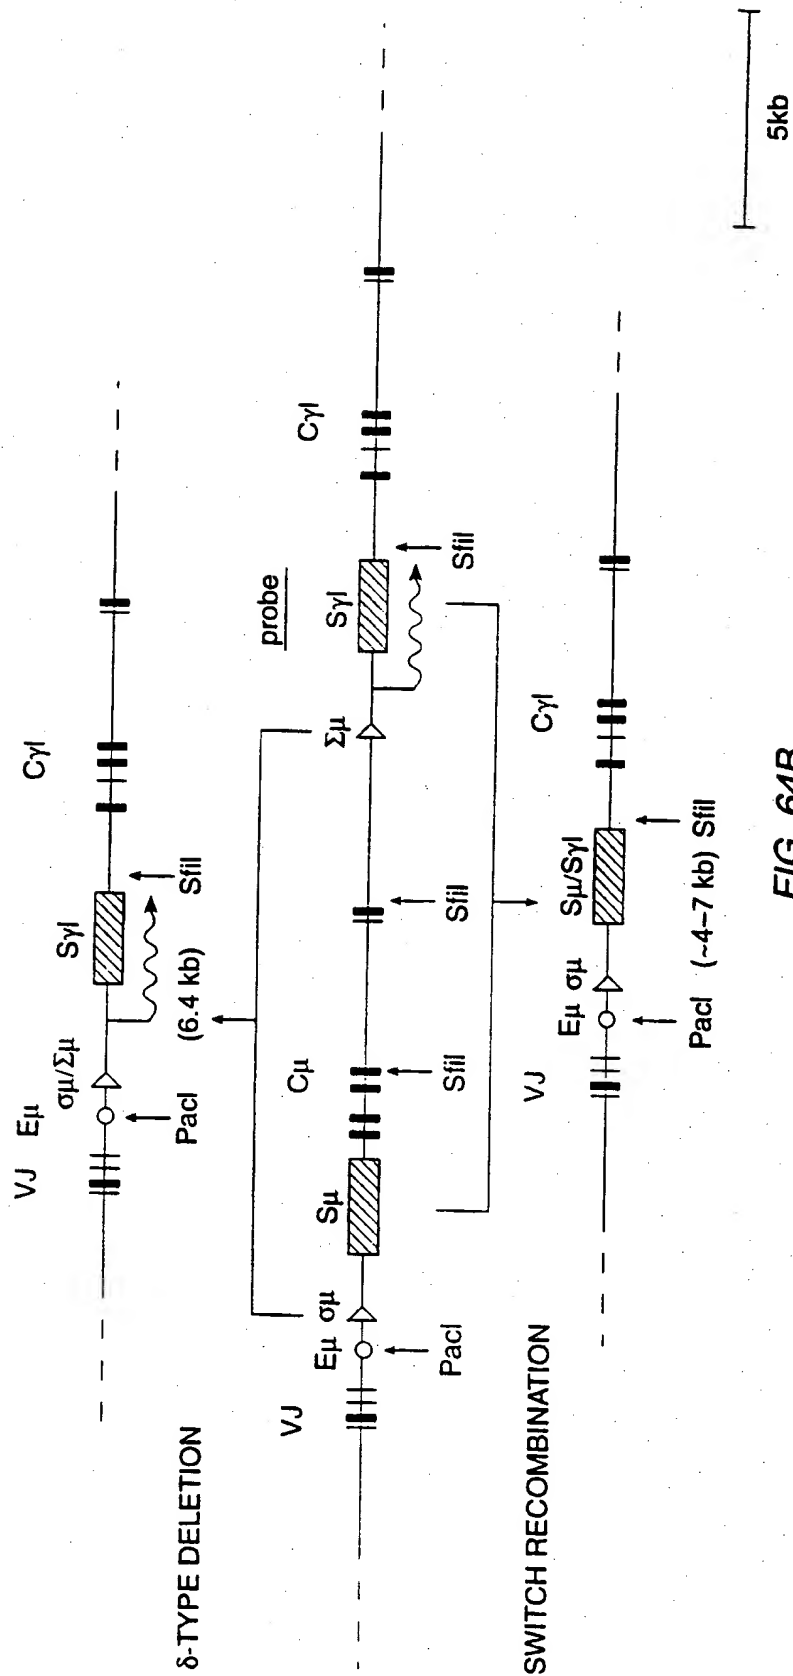 δ-TYPE DELETION
VJ Eμ σμ/Σμ Sγl Cγl
PacI (6.4 kb) SfiI
probe
VJ Eμ σμ Sμ Cμ Σμ Sγl Cγl
PacI SfiI SfiI SfiI
SWITCH RECOMBINATION
VJ Eμ σμ Sμ/Sγl Cγl
PacI (~4–7 kb) SfiI
5kb
FIG. 64B